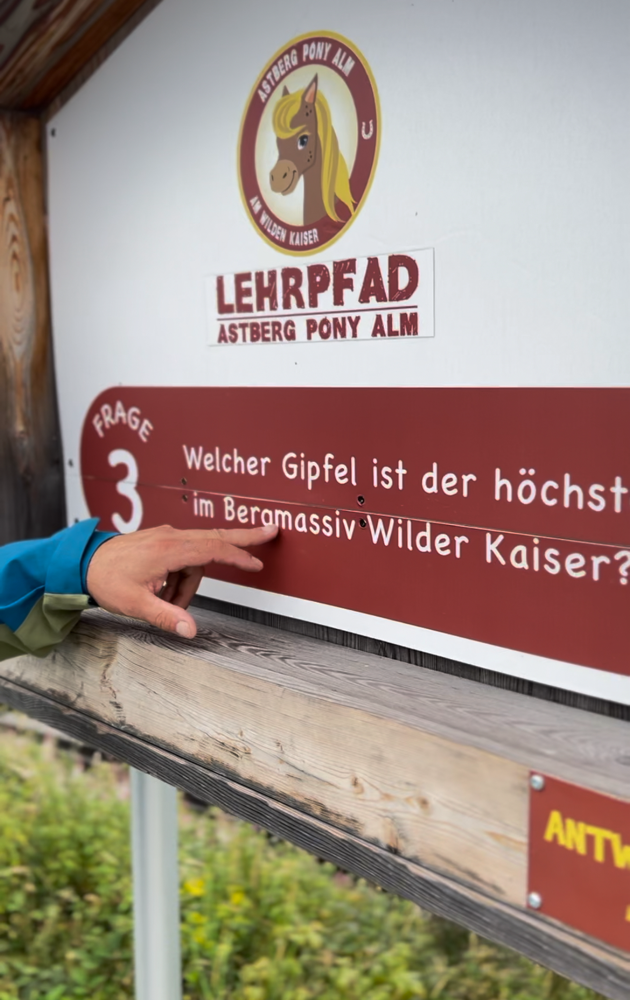 ASTBERG PONY ALM
AM WILDEN KAISER
LEHRPFAD
ASTBERG PONY ALM
FRAGE
3
Welcher Gipfel ist der höchst
im Bergmassiv Wilder Kaiser?
ANTW